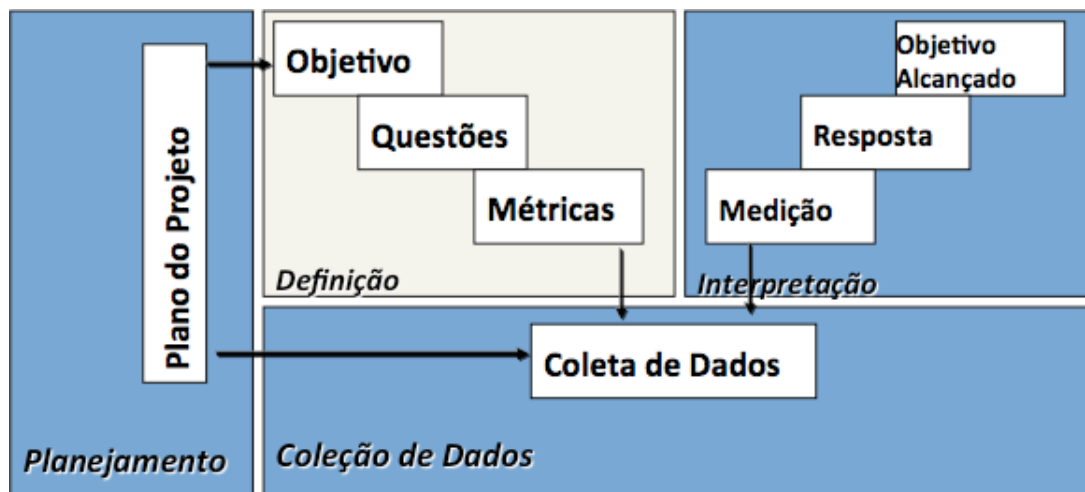 Plano do Projeto
Planejamento
Objetivo
Questões
Métricas
Definição
Objetivo
Alcançado
Resposta
Medição
Interpretação
Coleta de Dados
Coleção de Dados